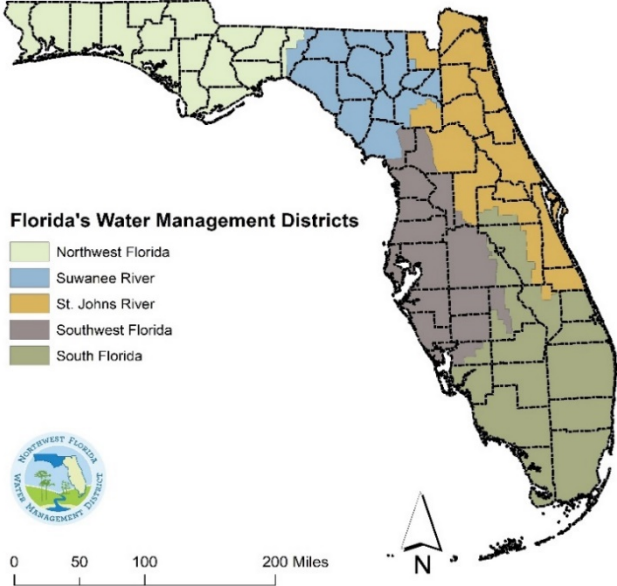 Florida's Water Management Districts
Northwest Florida
Suwanee River
St. Johns River
Southwest Florida
South Florida
NORTHWEST FLORIDA
WATER MANAGEMENT DISTRICT
N
0 50 100 200 Miles